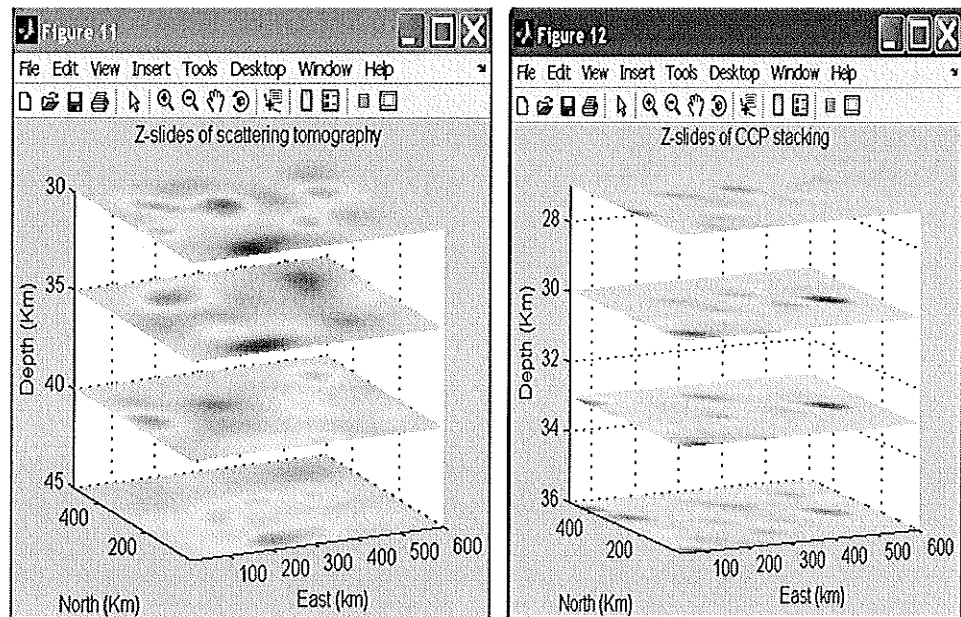 Figure 11
File Edit View Insert Tools Desktop Window Help
Z-slides of scattering tomography
30
35
40
45
Depth (Km)
400
200
North (Km)
100 200 300 400 500 600
East (km)
Figure 12
File Edit View Insert Tools Desktop Window Help
Z-slides of CCP stacking
28
30
32
34
36
Depth (Km)
400
200
North (Km)
100 200 300 400 500 600
East (km)